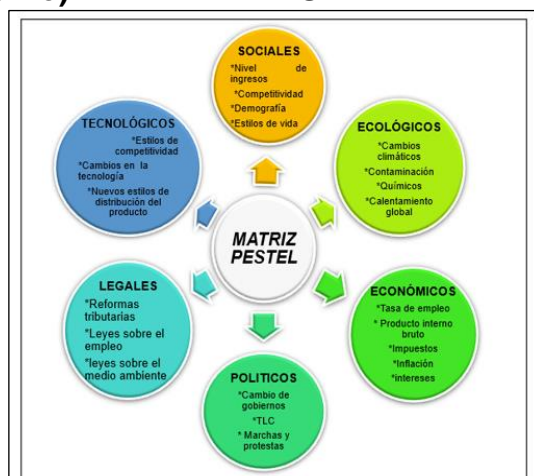 SOCIALES
*Nivel de
ingresos
*Competitividad
*Demografía
*Estilos de vida
TECNOLÓGICOS
*Estilos de
competitividad
*Cambios en la
tecnología
*Nuevos estilos de
distribución del
producto
ECOLÓGICOS
*Cambios
climáticos
*Contaminación
*Químicos
*Calentamiento
global
MATRIZ
PESTEL
LEGALES
*Reformas
tributarias
*Leyes sobre el
empleo
*leyes sobre el
medio ambiente
ECONÓMICOS
*Tasa de empleo
* Producto interno
bruto
*Impuestos
*Inflación
*intereses
POLITICOS
*Cambio de
gobiernos
*TLC
* Marchas y
protestas